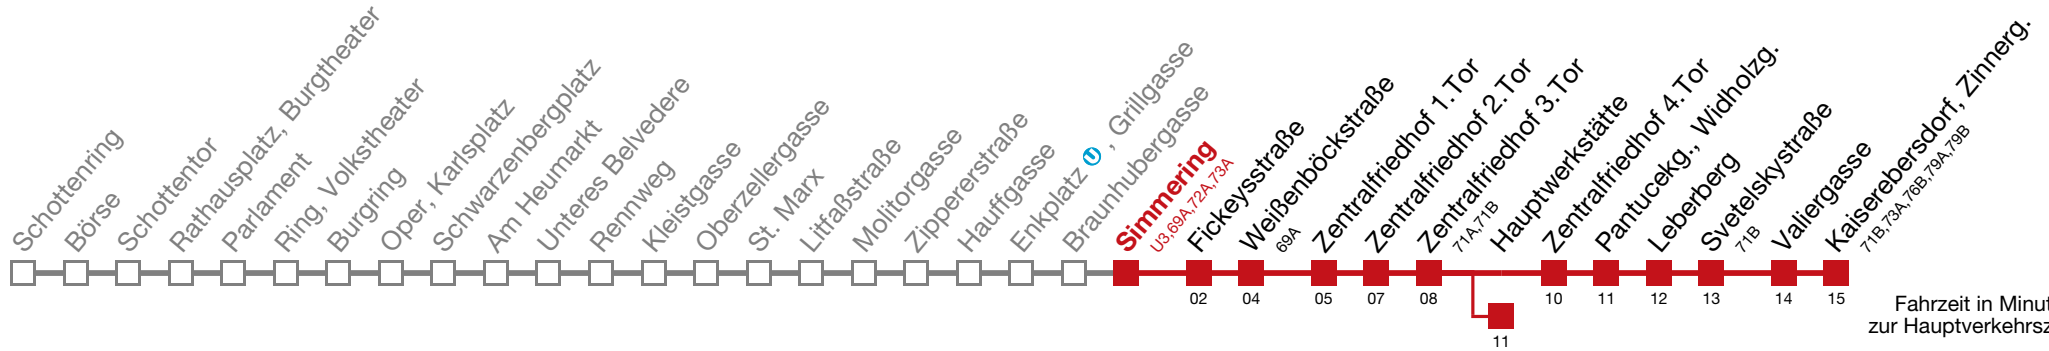 Schottenring
Börse
Schottentor
Rathausplatz, Burgtheater
Parlament
Ring, Volkstheater
Burgring
Oper, Karlsplatz
Schwarzenbergplatz
Am Heumarkt
Unteres Belvedere
Rennweg
Kleistgasse
Oberzellergasse
St. Marx
Litfaßstraße
Molitorgasse
Zippererstraße
Hauffgasse
Enkplatz U, Grillgasse
Braunhubergasse
Simmering
U3,69A,72A,73A
Fickeysstraße
Weißenböckstraße
69A
Zentralfriedhof 1.Tor
Zentralfriedhof 2.Tor
Zentralfriedhof 3.Tor
71A,71B
Hauptwerkstätte
Zentralfriedhof 4.Tor
Pantucekg., Widholzg.
Leberberg
Svetelskystraße
71B
Valiergasse
Kaiserebersdorf, Zinnerg.
71B,73A,76B,79A,79B
02 04 05 07 08 10 11 12 13 14 15
11
Fahrzeit in Minut
zur Hauptverkehrsz